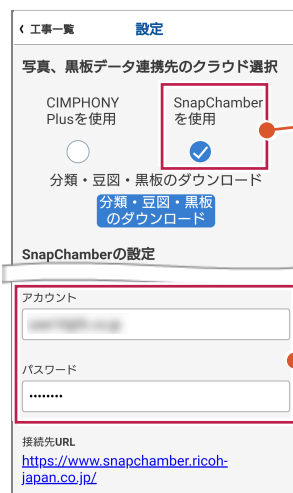 ‹ 工事一覧 設定
写真、黒板データ連携先のクラウド選択
CIMPHONY SnapChamber
Plusを使用 を使用
分類・豆図・黒板のダウンロード
分類・豆図・黒板
のダウンロード
SnapChamberの設定
アカウント
パスワード
••••••••
接続先URL
https://www.snapchamber.ricoh-
japan.co.jp/